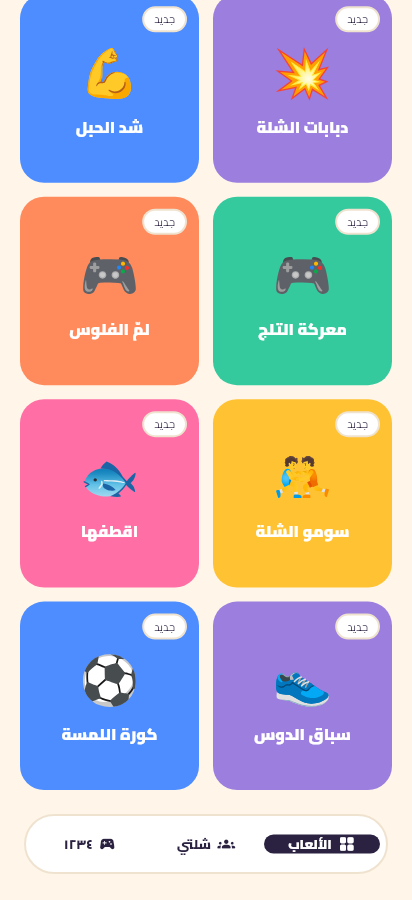 جديد
دبابات الشلة
جديد
شد الحبل
جديد
معركة التلج
جديد
لمّ الفلوس
جديد
سومو الشلة
جديد
اقطفها
جديد
سباق الدوس
جديد
كورة اللمسة
الألعاب
شلتي
١٢٣٤